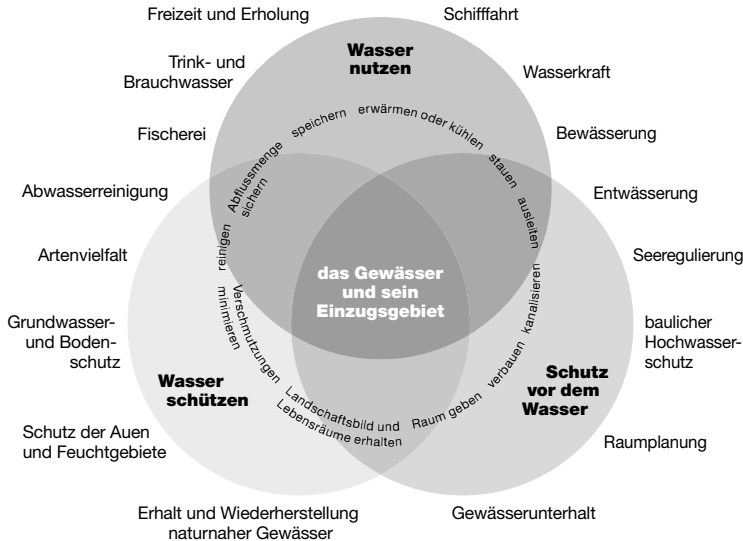 Freizeit und Erholung
Schifffahrt
Trink- und
Brauchwasser
Wasser
nutzen
Wasserkraft
Fischerei
Bewässerung
Abwasserreinigung
Entwässerung
Artenvielfalt
Seeregulierung
Grundwasser-
und Boden-
schutz
baulicher
Hochwasser-
schutz
Schutz der Auen
und Feuchtgebiete
Raumplanung
Erhalt und Wiederherstellung
naturnaher Gewässer
Gewässerunterhalt
reinigen
Abflussmenge
sichern
speichern
erwärmen oder kühlen
stauen
ausleiten
kanalisieren
verbauen
Raum geben
Landschaftsbild und
Lebensräume erhalten
Verschmutzungen
minimieren
das Gewässer
und sein
Einzugsgebiet
Wasser
schützen
Schutz
vor dem
Wasser